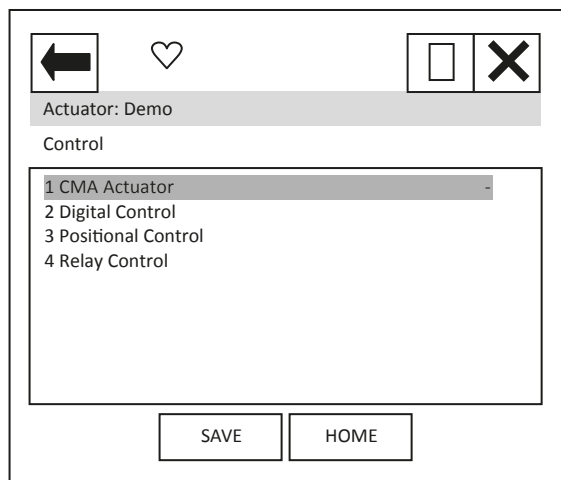 Actuator: Demo
Control
1 CMA Actuator -
2 Digital Control
3 Positional Control
4 Relay Control
SAVE HOME